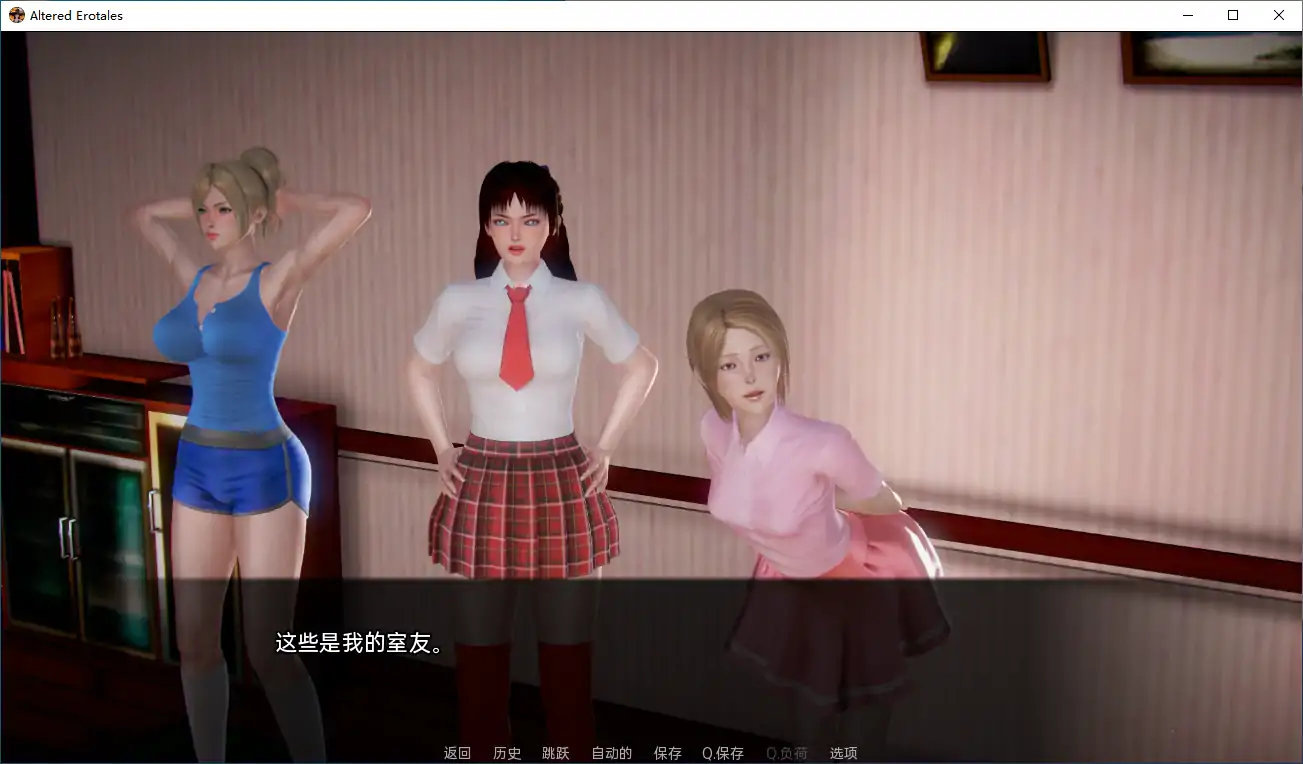 Altered Erotales
这些是我的室友。
返回 历史 跳跃 自动的 保存 Q.保存 Q.负荷 选项